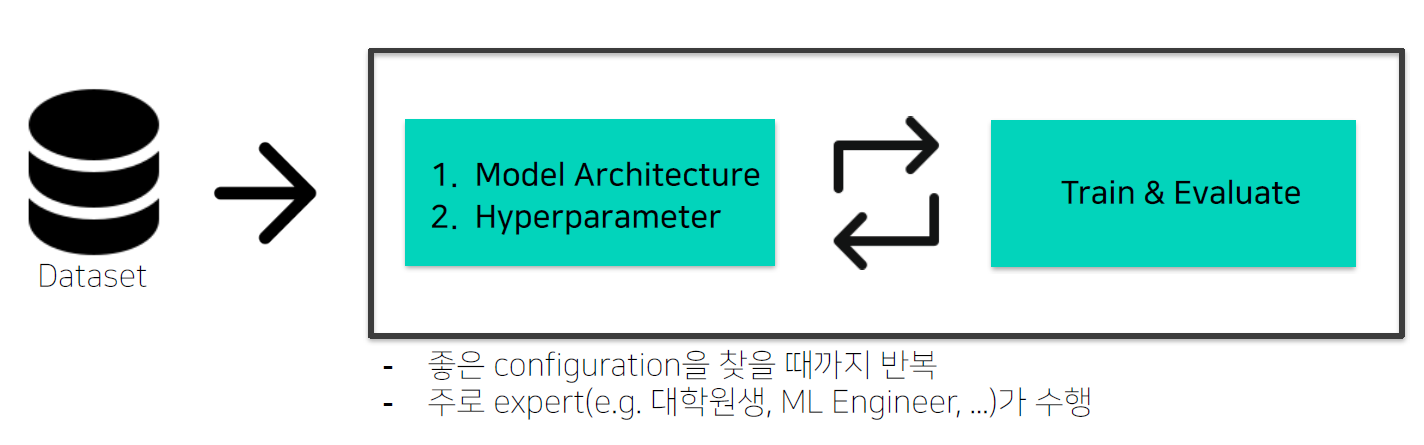 Dataset
1. Model Architecture
2. Hyperparameter
Train & Evaluate
- 좋은 configuration을 찾을 때까지 반복
- 주로 expert(e.g. 대학원생, ML Engineer, ...)가 수행